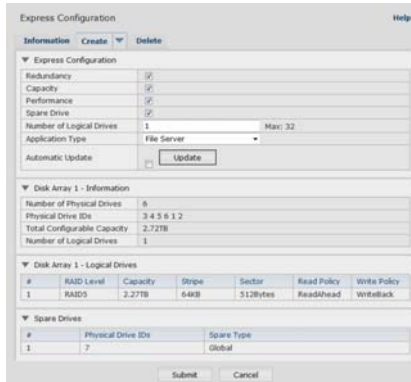 Express Configuration Help
Information Create Delete
Express Configuration
Redundancy
Capacity
Performance
Spare Drive
Number of Logical Drives 1 Max: 32
Application Type File Server
Automatic Update Update
Disk Array 1 - Information
Number of Physical Drives 6
Physical Drive IDs 3 4 5 6 1 2
Total Configurable Capacity 2.72TB
Number of Logical Drives 1
Disk Array 1 - Logical Drives
# RAID Level Capacity Stripe Sector Read Policy Write Policy
1 RAID5 2.27TB 64KB 512Bytes ReadAhead WriteBack
Spare Drives
# Physical Drive IDs Spare Type
1 7 Global
Submit Cancel